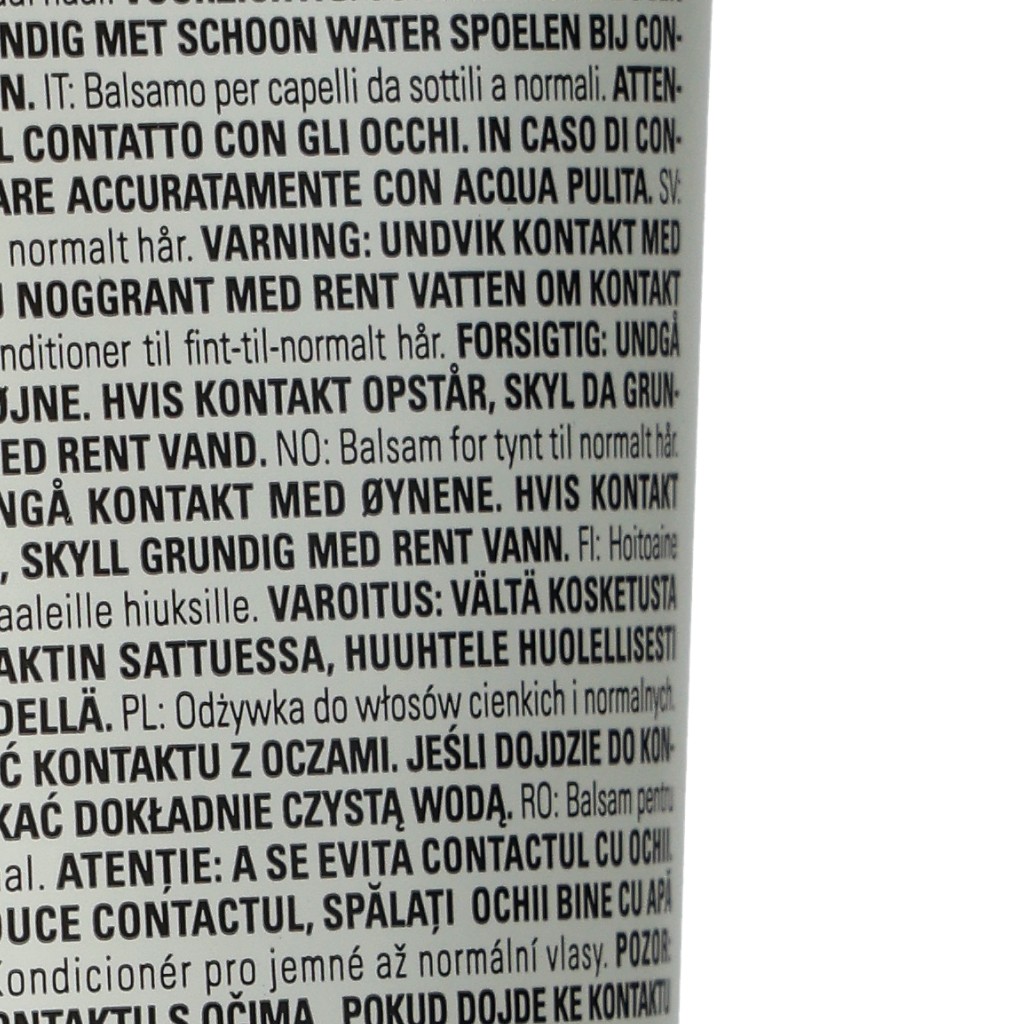 NDIG MET SCHOON WATER SPOELEN BIJ CON-
N. IT: Balsamo per capelli da sottili a normali. ATTEN-
L CONTATTO CON GLI OCCHI. IN CASO DI CON-
ARE ACCURATAMENTE CON ACQUA PULITA. SV:
normalt hår. VARNING: UNDVIK KONTAKT MED
NOGGRANT MED RENT VATTEN OM KONTAKT
nditioner til fint-til-normalt hår. FORSIGTIG: UNDGÅ
ØJNE. HVIS KONTAKT OPSTÅR, SKYL DA GRUN-
ED RENT VAND. NO: Balsam for tynt til normalt hår.
NGÅ KONTAKT MED ØYNENE. HVIS KONTAKT
, SKYLL GRUNDIG MED RENT VANN. FI: Hoitoaine
aaleille hiuksille. VAROITUS: VÄLTÄ KOSKETUSTA
AKTIN SATTUESSA, HUUHTELE HUOLELLISESTI
DELLÄ. PL: Odżywka do włosów cienkich i normalnych.
Ć KONTAKTU Z OCZAMI. JEŚLI DOJDZIE DO KON-
KAĆ DOKŁADNIE CZYSTĄ WODĄ. RO: Balsam pentru
al. ATENȚIE: A SE EVITA CONTACTUL CU OCHII.
DUCE CONTACTUL, SPĂLAȚI OCHII BINE CU APĂ
Kondicionér pro jemné až normální vlasy. POZOR:
ONTAKTU S OČIMA. POKUD DOJDE KE KONTAKTU